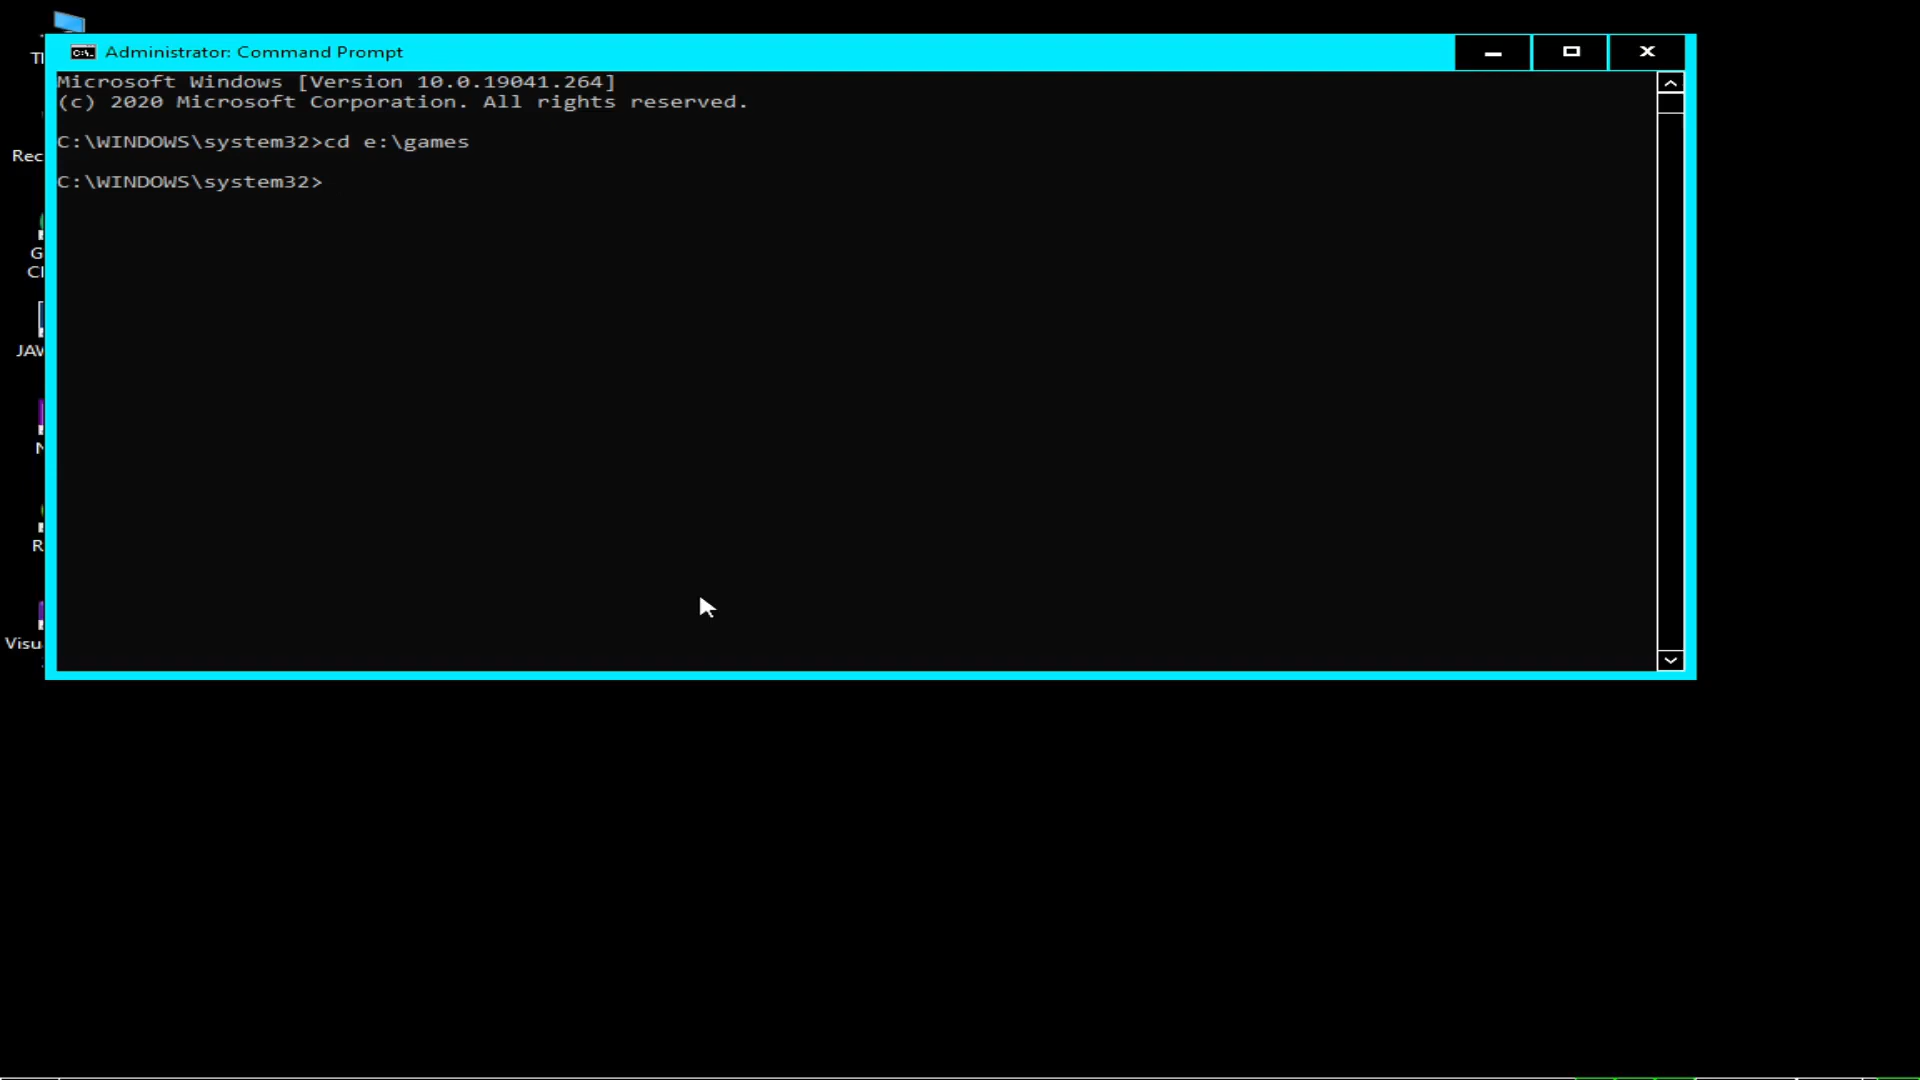 Administrator: Command Prompt
Microsoft Windows [Version 10.0.19041.264]
(c) 2020 Microsoft Corporation. All rights reserved.
C:\WINDOWS\system32>cd e:\games
C:\WINDOWS\system32>